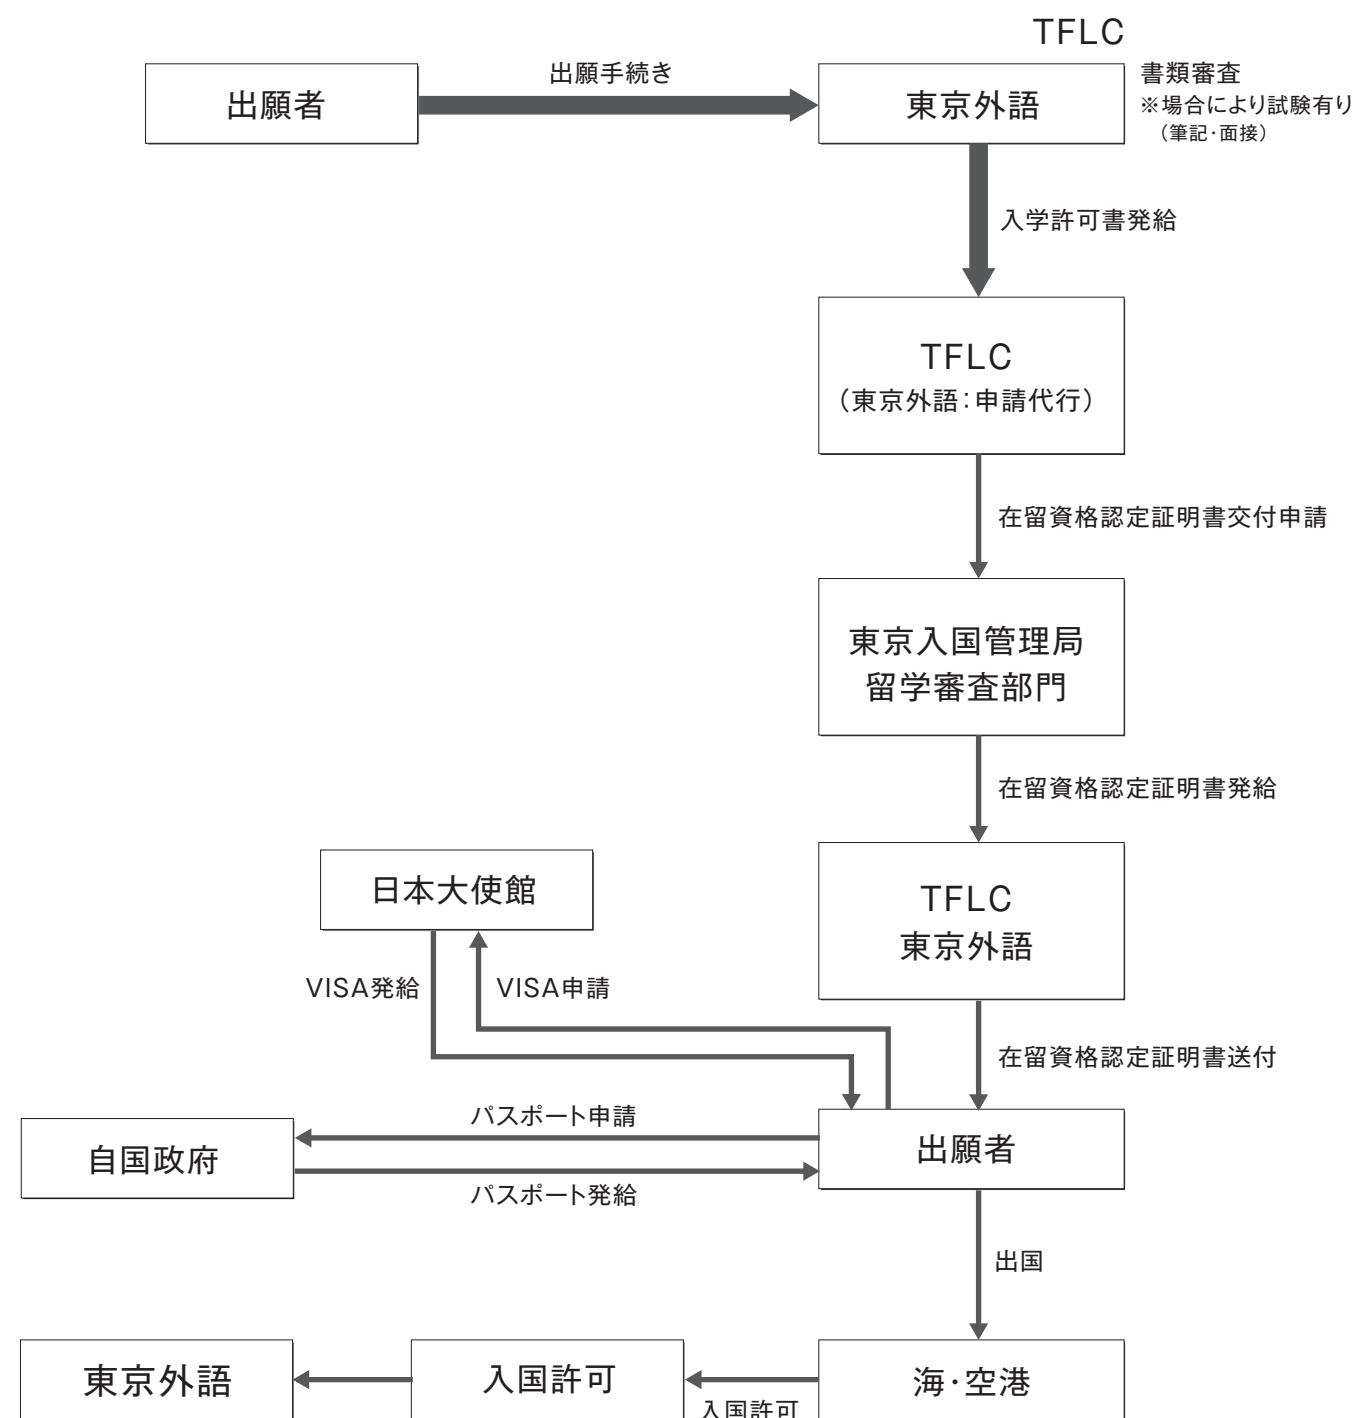 TFLC
出願者
出願手続き
東京外語
書類審査
※場合により試験有り
（筆記・面接）
入学許可書発給
TFLC
（東京外語：申請代行）
在留資格認定証明書交付申請
東京入国管理局
留学審査部門
在留資格認定証明書発給
日本大使館
TFLC
東京外語
VISA発給
VISA申請
在留資格認定証明書送付
パスポート申請
自国政府
出願者
パスポート発給
出国
東京外語
入国許可
海・空港
入国許可